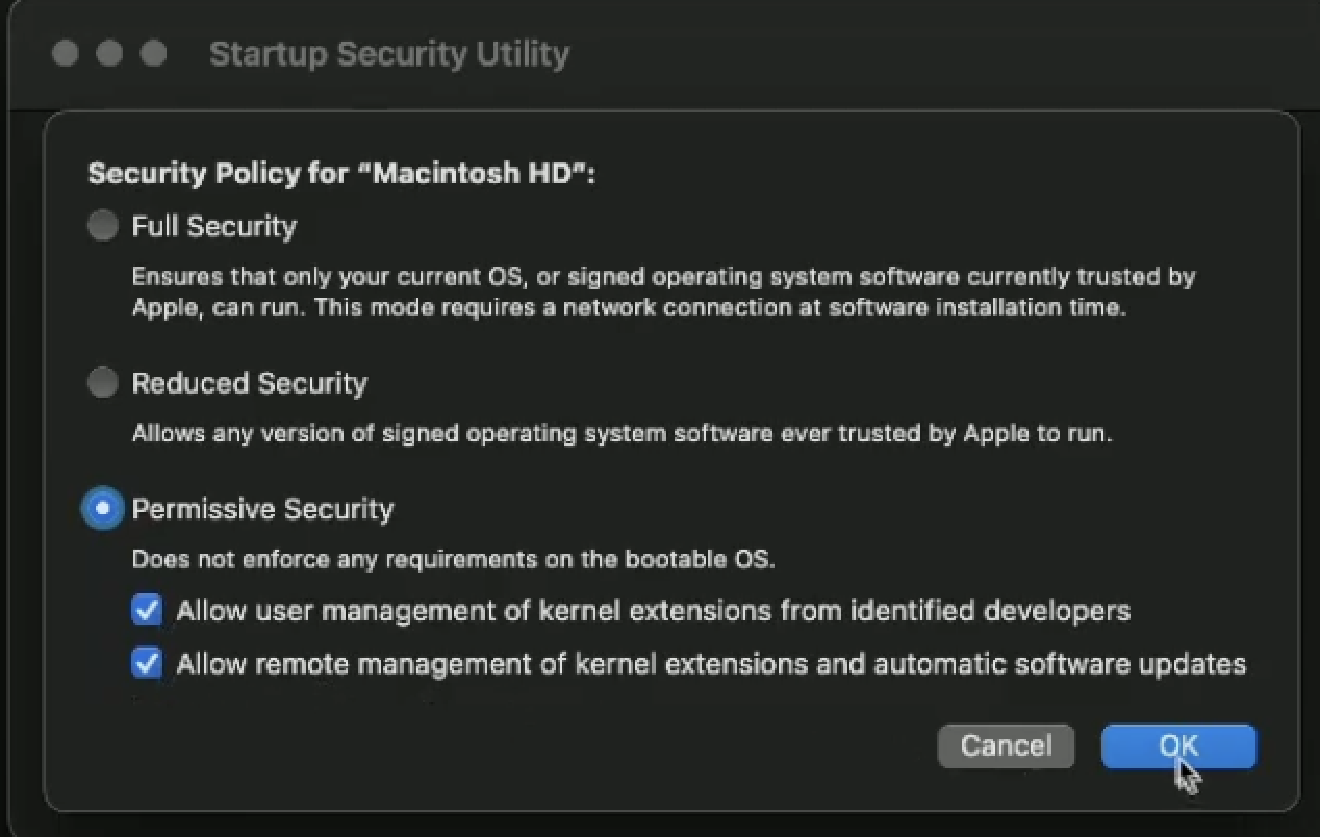 Startup Security Utility
Security Policy for “Macintosh HD”:
Full Security
Ensures that only your current OS, or signed operating system software currently trusted by
Apple, can run. This mode requires a network connection at software installation time.
Reduced Security
Allows any version of signed operating system software ever trusted by Apple to run.
Permissive Security
Does not enforce any requirements on the bootable OS.
Allow user management of kernel extensions from identified developers
Allow remote management of kernel extensions and automatic software updates
Cancel
OK